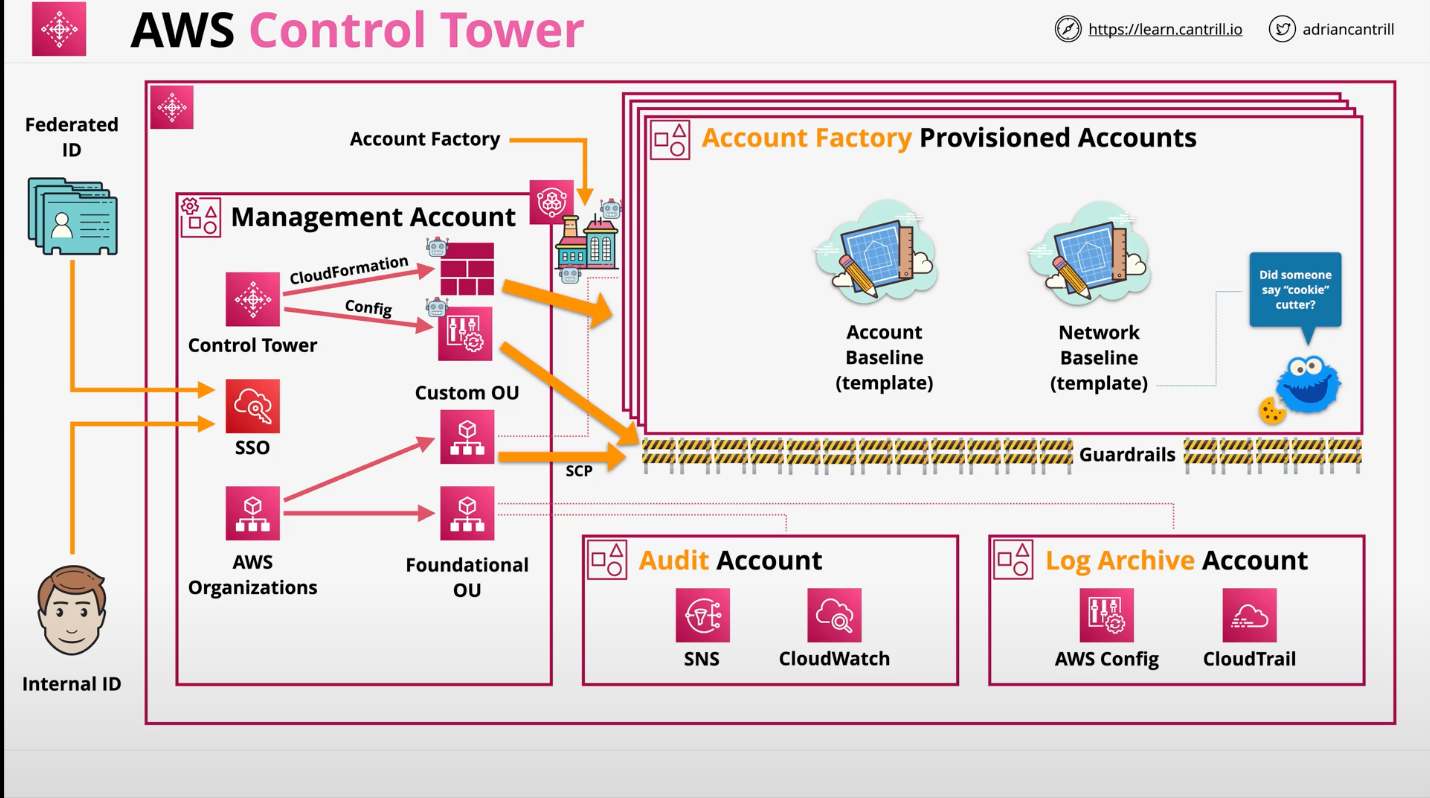 AWS Control Tower
https://learn.cantrill.io
adriancantrill
Federated
ID
Account Factory
Account Factory Provisioned Accounts
Management Account
CloudFormation
Config
Control Tower
Custom OU
SSO
SCP
AWS
Organizations
Foundational
OU
Internal ID
Account
Baseline
(template)
Network
Baseline
(template)
Did someone
say “cookie”
cutter?
Guardrails
Audit Account
SNS
CloudWatch
Log Archive Account
AWS Config
CloudTrail